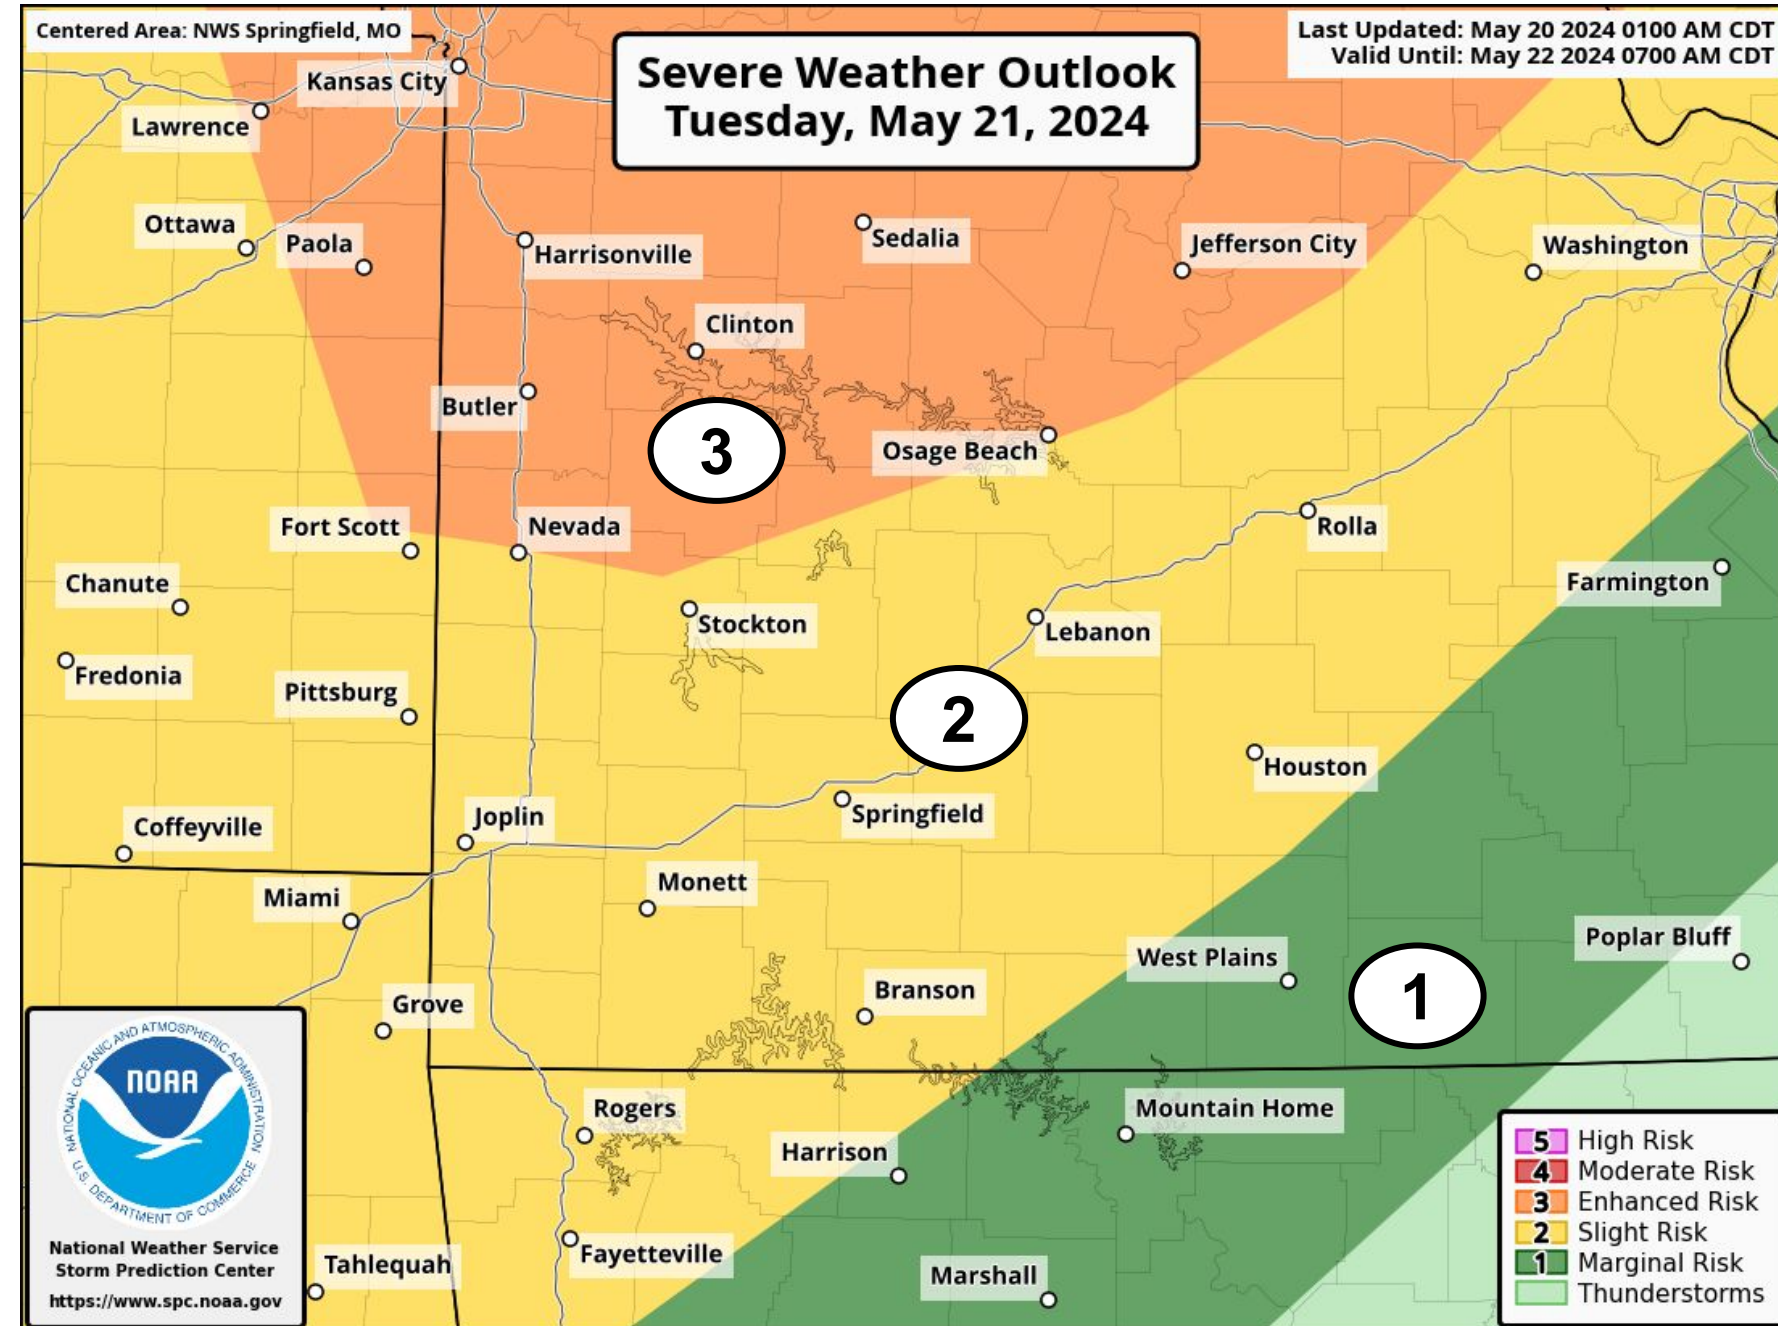 Centered Area: NWS Springfield, MO
Last Updated: May 20 2024 0100 AM CDT
Valid Until: May 22 2024 0700 AM CDT
Severe Weather Outlook
Tuesday, May 21, 2024
Kansas City
Lawrence
Ottawa
Paola
Harrisonville
Sedalia
Jefferson City
Washington
Clinton
Butler
3
Osage Beach
Fort Scott
Nevada
Rolla
Chanute
Farmington
Stockton
Lebanon
Fredonia
Pittsburg
2
Houston
Coffeyville
Joplin
Springfield
Miami
Monett
Poplar Bluff
West Plains
1
Grove
Branson
Rogers
Mountain Home
Harrison
Tahlequah
Fayetteville
Marshall
NATIONAL OCEANIC AND ATMOSPHERIC ADMINISTRATION
NOAA
U.S. DEPARTMENT OF COMMERCE
National Weather Service
Storm Prediction Center
https://www.spc.noaa.gov
5 High Risk
4 Moderate Risk
3 Enhanced Risk
2 Slight Risk
1 Marginal Risk
Thunderstorms